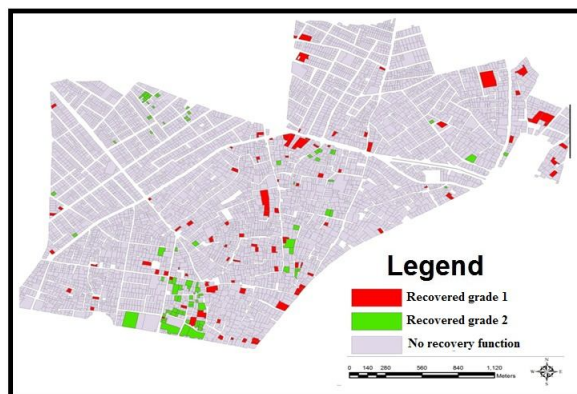 Legend
Recovered grade 1
Recovered grade 2
No recovery function
0 140 280 560 840 1,120
Meters